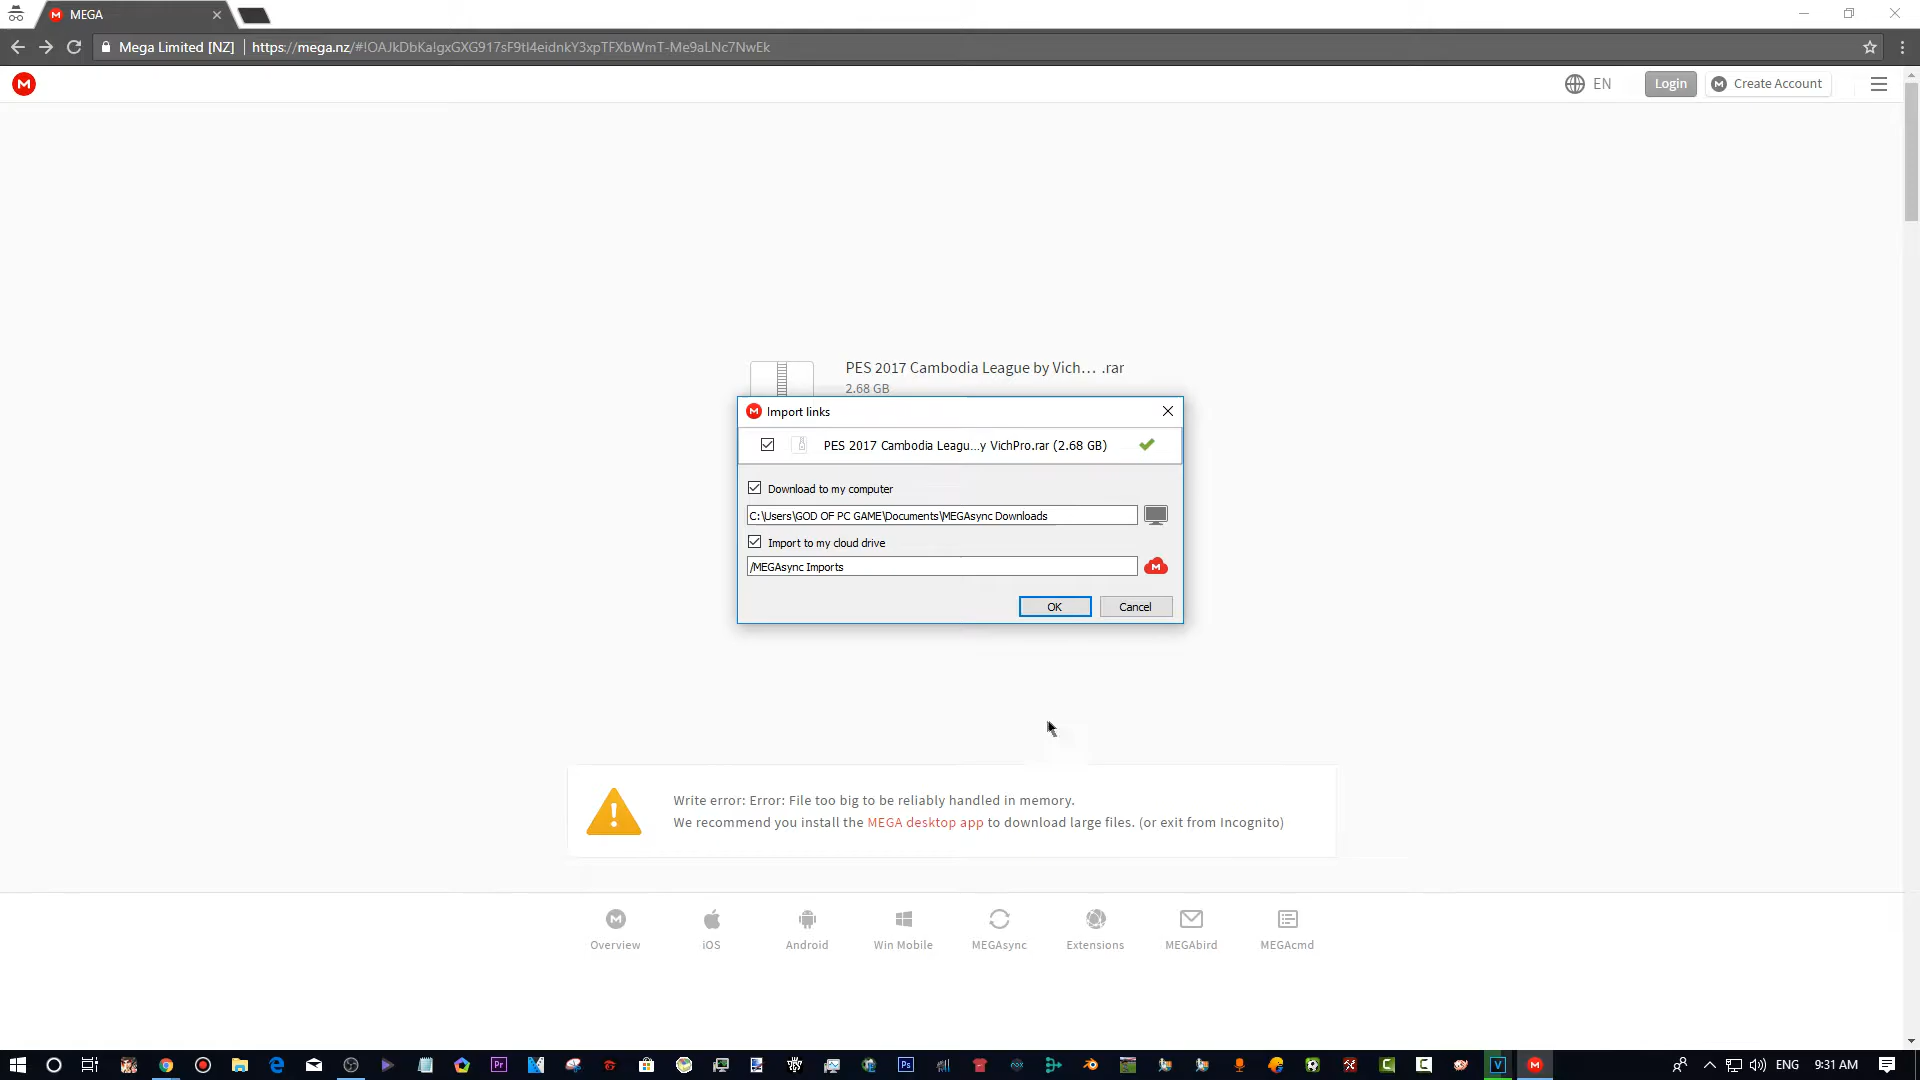 MEGA
Mega Limited [NZ]
https://mega.nz/#!OAJkDbKa!gxGXG917sF9tI4eidnkY3xpTFXbWmT-Me9aLNc7NwEk
EN
Login
Create Account
PES 2017 Cambodia League by Vich... .rar
2.68 GB
Import links
PES 2017 Cambodia Leagu...y VichPro.rar (2.68 GB)
Download to my computer
C:\Users\GOD OF PC GAME\Documents\MEGAsync Downloads
Import to my cloud drive
/MEGAsync Imports
OK
Cancel
Write error: Error: File too big to be reliably handled in memory.
We recommend you install the MEGA desktop app to download large files. (or exit from Incognito)
Overview
iOS
Android
Win Mobile
MEGAsync
Extensions
MEGAbird
MEGAcmd
ENG
9:31 AM